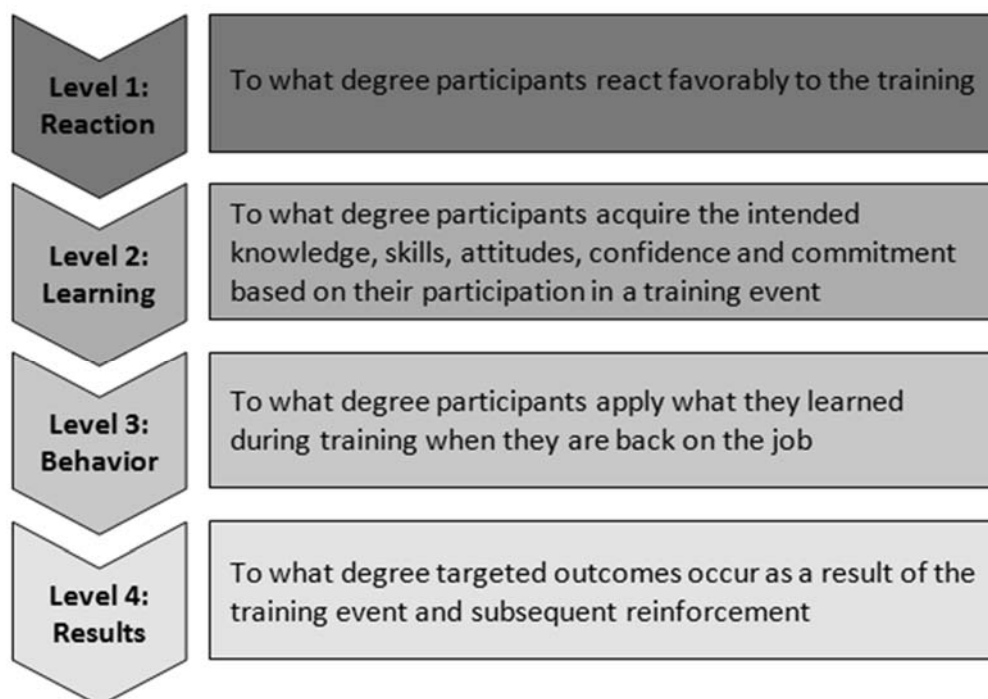 Level 1:
Reaction
To what degree participants react favorably to the training
Level 2:
Learning
To what degree participants acquire the intended
knowledge, skills, attitudes, confidence and commitment
based on their participation in a training event
Level 3:
Behavior
To what degree participants apply what they learned
during training when they are back on the job
Level 4:
Results
To what degree targeted outcomes occur as a result of the
training event and subsequent reinforcement